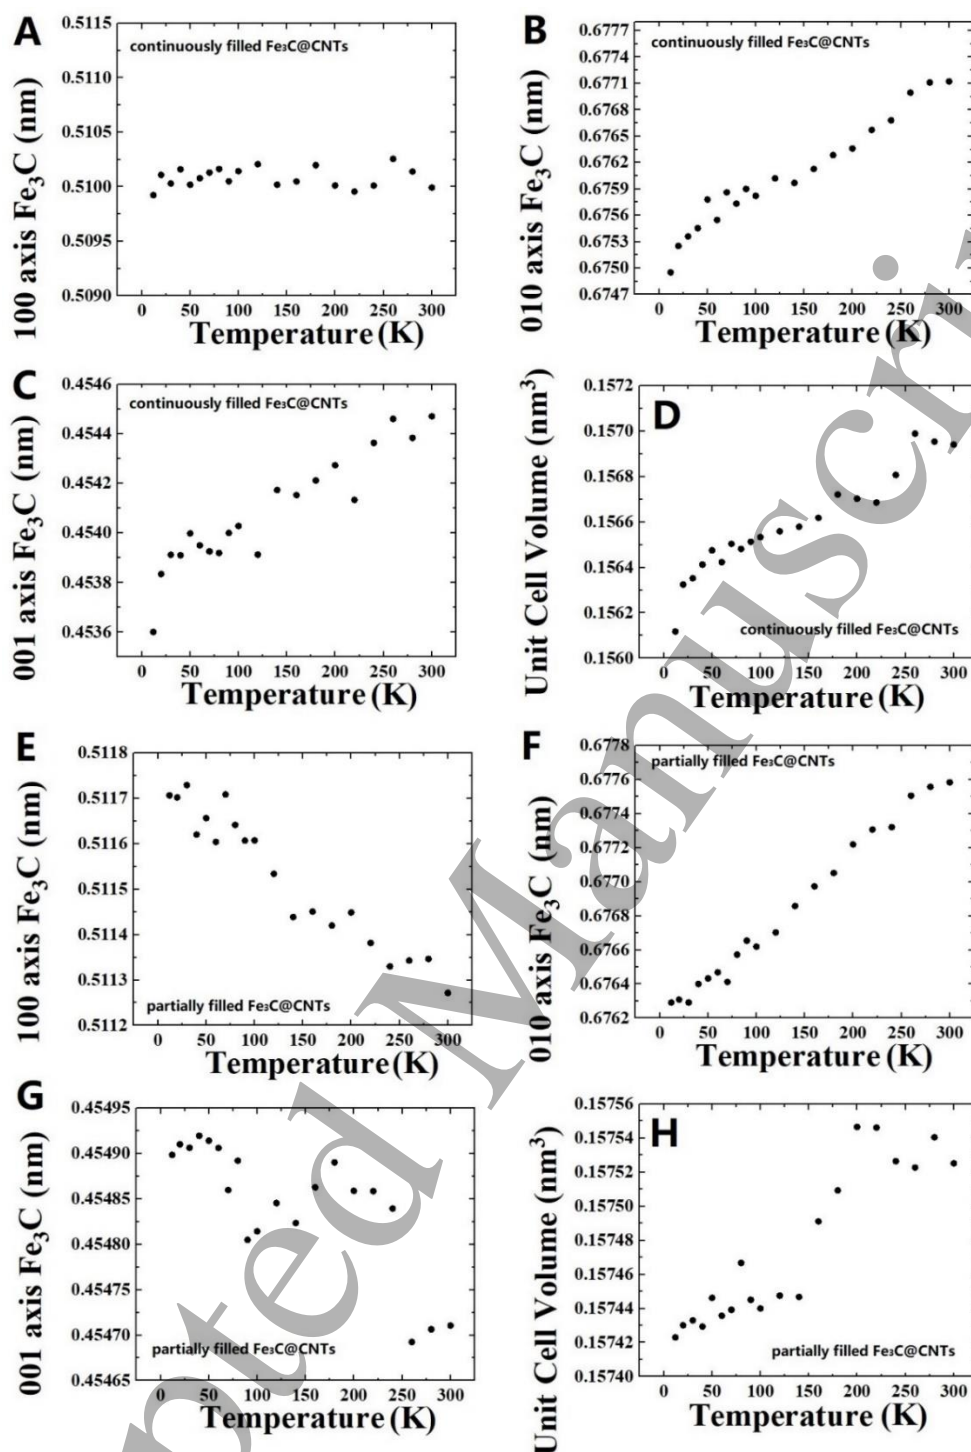 A
continuously filled Fe₃C@CNTs
100 axis Fe₃C (nm)
0.5115
0.5110
0.5105
0.5100
0.5095
0.5090
0 50 100 150 200 250 300
Temperature (K)
B
continuously filled Fe₃C@CNTs
010 axis Fe₃C (nm)
0.6777
0.6774
0.6771
0.6768
0.6765
0.6762
0.6759
0.6756
0.6753
0.6750
0.6747
0 50 100 150 200 250 300
Temperature (K)
C
continuously filled Fe₃C@CNTs
001 axis Fe₃C (nm)
0.4546
0.4544
0.4542
0.4540
0.4538
0.4536
0 50 100 150 200 250 300
Temperature (K)
D
Unit Cell Volume (nm³)
0.1572
0.1570
0.1568
0.1566
0.1564
0.1562
0.1560
continuously filled Fe₃C@CNTs
0 50 100 150 200 250 300
Temperature (K)
E
100 axis Fe₃C (nm)
0.5118
0.5117
0.5116
0.5115
0.5114
0.5113
0.5112
partially filled Fe₃C@CNTs
0 50 100 150 200 250 300
Temperature (K)
F
partially filled Fe₃C@CNTs
010 axis Fe₃C (nm)
0.6778
0.6776
0.6774
0.6772
0.6770
0.6768
0.6766
0.6764
0.6762
0 50 100 150 200 250 300
Temperature (K)
G
001 axis Fe₃C (nm)
0.45495
0.45490
0.45485
0.45480
0.45475
0.45470
0.45465
partially filled Fe₃C@CNTs
0 50 100 150 200 250 300
Temperature (K)
H
Unit Cell Volume (nm³)
0.15756
0.15754
0.15752
0.15750
0.15748
0.15746
0.15744
0.15742
0.15740
partially filled Fe₃C@CNTs
0 50 100 150 200 250 300
Temperature (K)
pted Manuscri